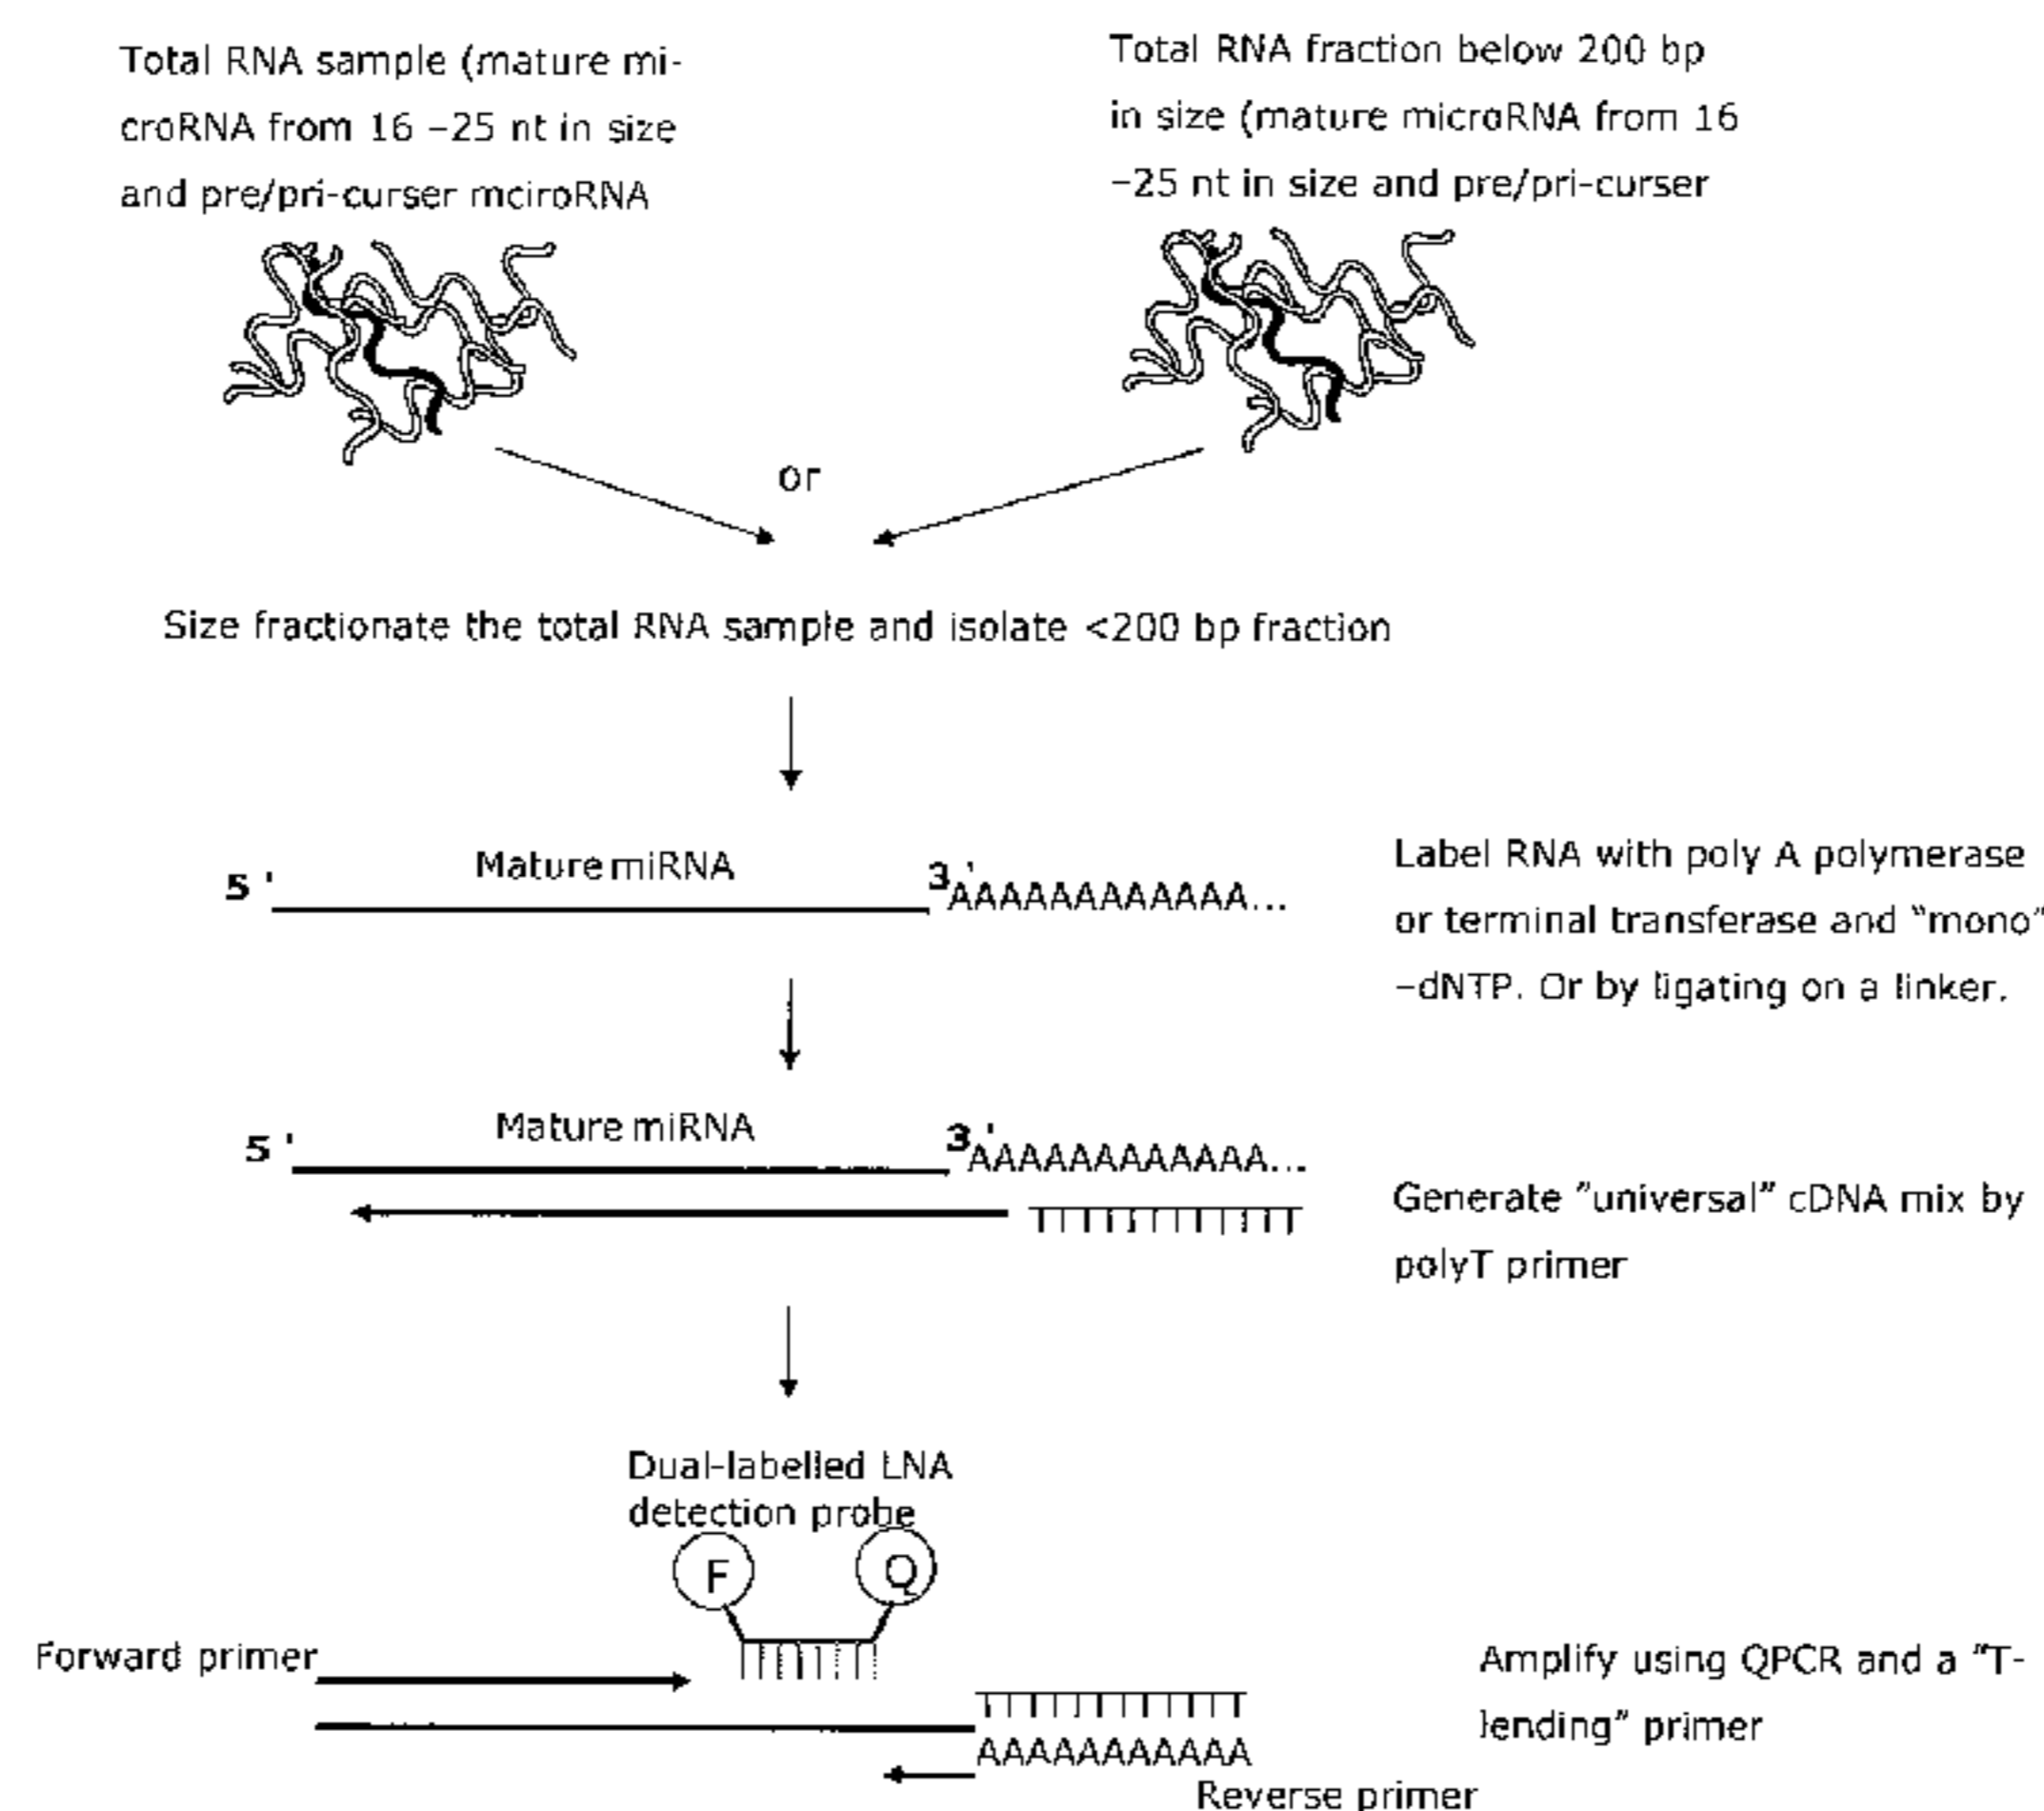 Total RNA sample (mature mi-
croRNA from 16 –25 nt in size
and pre/pri-curser mciroRNA
Total RNA fraction below 200 bp
in size (mature microRNA from 16
–25 nt in size and pre/pri-curser
or
Size fractionate the total RNA sample and isolate <200 bp fraction
5' Mature miRNA 3'AAAAAAAAAAAA...
Label RNA with poly A polymerase
or terminal transferase and “mono”
–dNTP. Or by ligating on a linker.
5' Mature miRNA 3'AAAAAAAAAAAA...
TTTTTTTTTTTT
Generate ”universal” cDNA mix by
polyT primer
Dual-labelled LNA
detection probe
F Q
Forward primer
TTTTTTTTTTTT
AAAAAAAAAAA
Reverse primer
Amplify using QPCR and a “T-
lending” primer